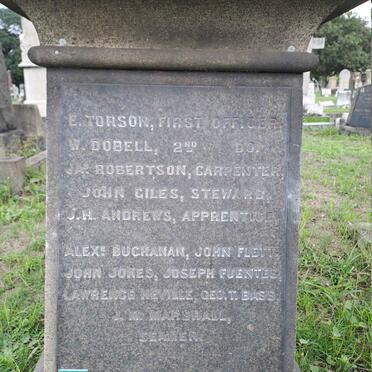 E. TORSON, FIRST OFFICER,
W. DOBELL, 2ND DO.
JAS. ROBERTSON, CARPENTER,
JOHN GILES, STEWARD,
J.H. ANDREWS, APPRENTICE,
ALEXR. BUCHANAN, JOHN FLETT,
JOHN JONES, JOSEPH FUENTES,
LAWRENCE NEVILLE, GEO. T. BASS,
J. M. MARSHALL,
SEAMEN.